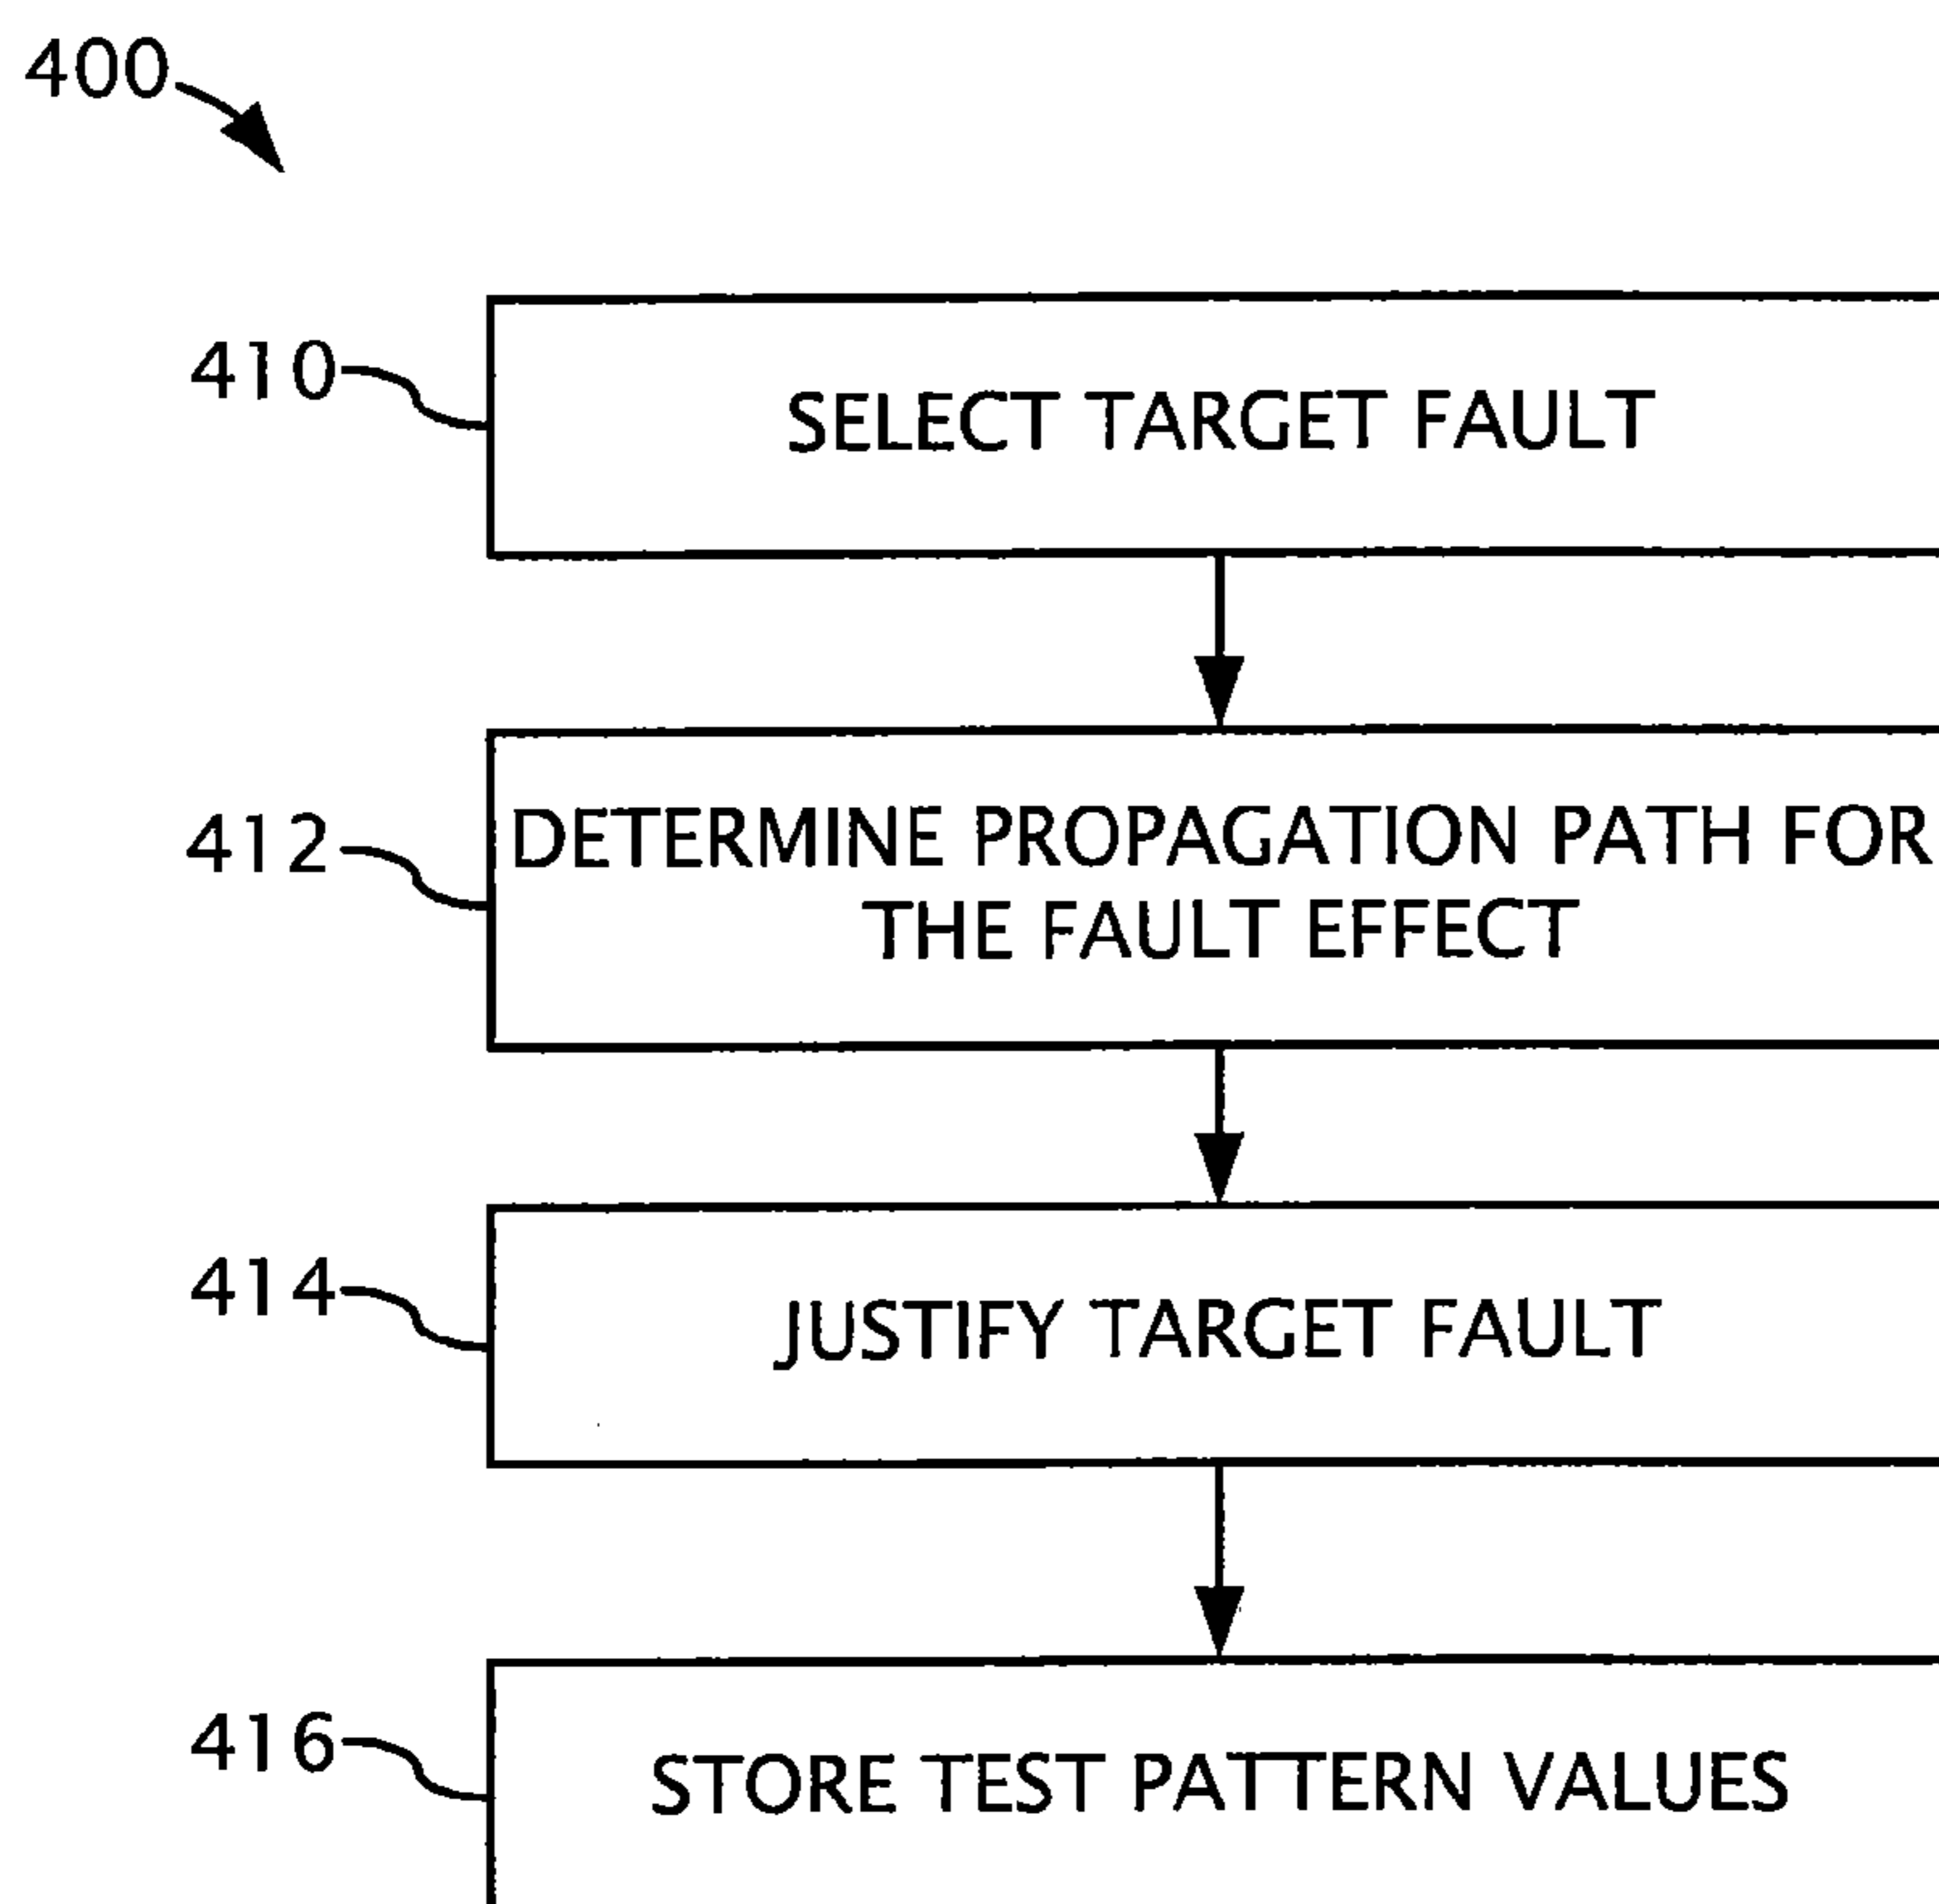 400
410
SELECT TARGET FAULT
412
DETERMINE PROPAGATION PATH FOR
THE FAULT EFFECT
414
JUSTIFY TARGET FAULT
416
STORE TEST PATTERN VALUES